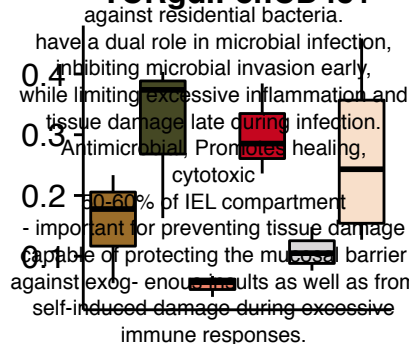 against residential bacteria.
have a dual role in microbial infection,
0.4
inhibiting microbial invasion early,
while limiting excessive inflammation and
tissue damage late during infection.
0.3
Antimicrobial, Promotes healing,
cytotoxic
0.2
50-60% of IEL compartment
- important for preventing tissue damage
0.1
capable of protecting the mucosal barrier
against exog- enous insults as well as from
self-induced damage during excessive
immune responses.